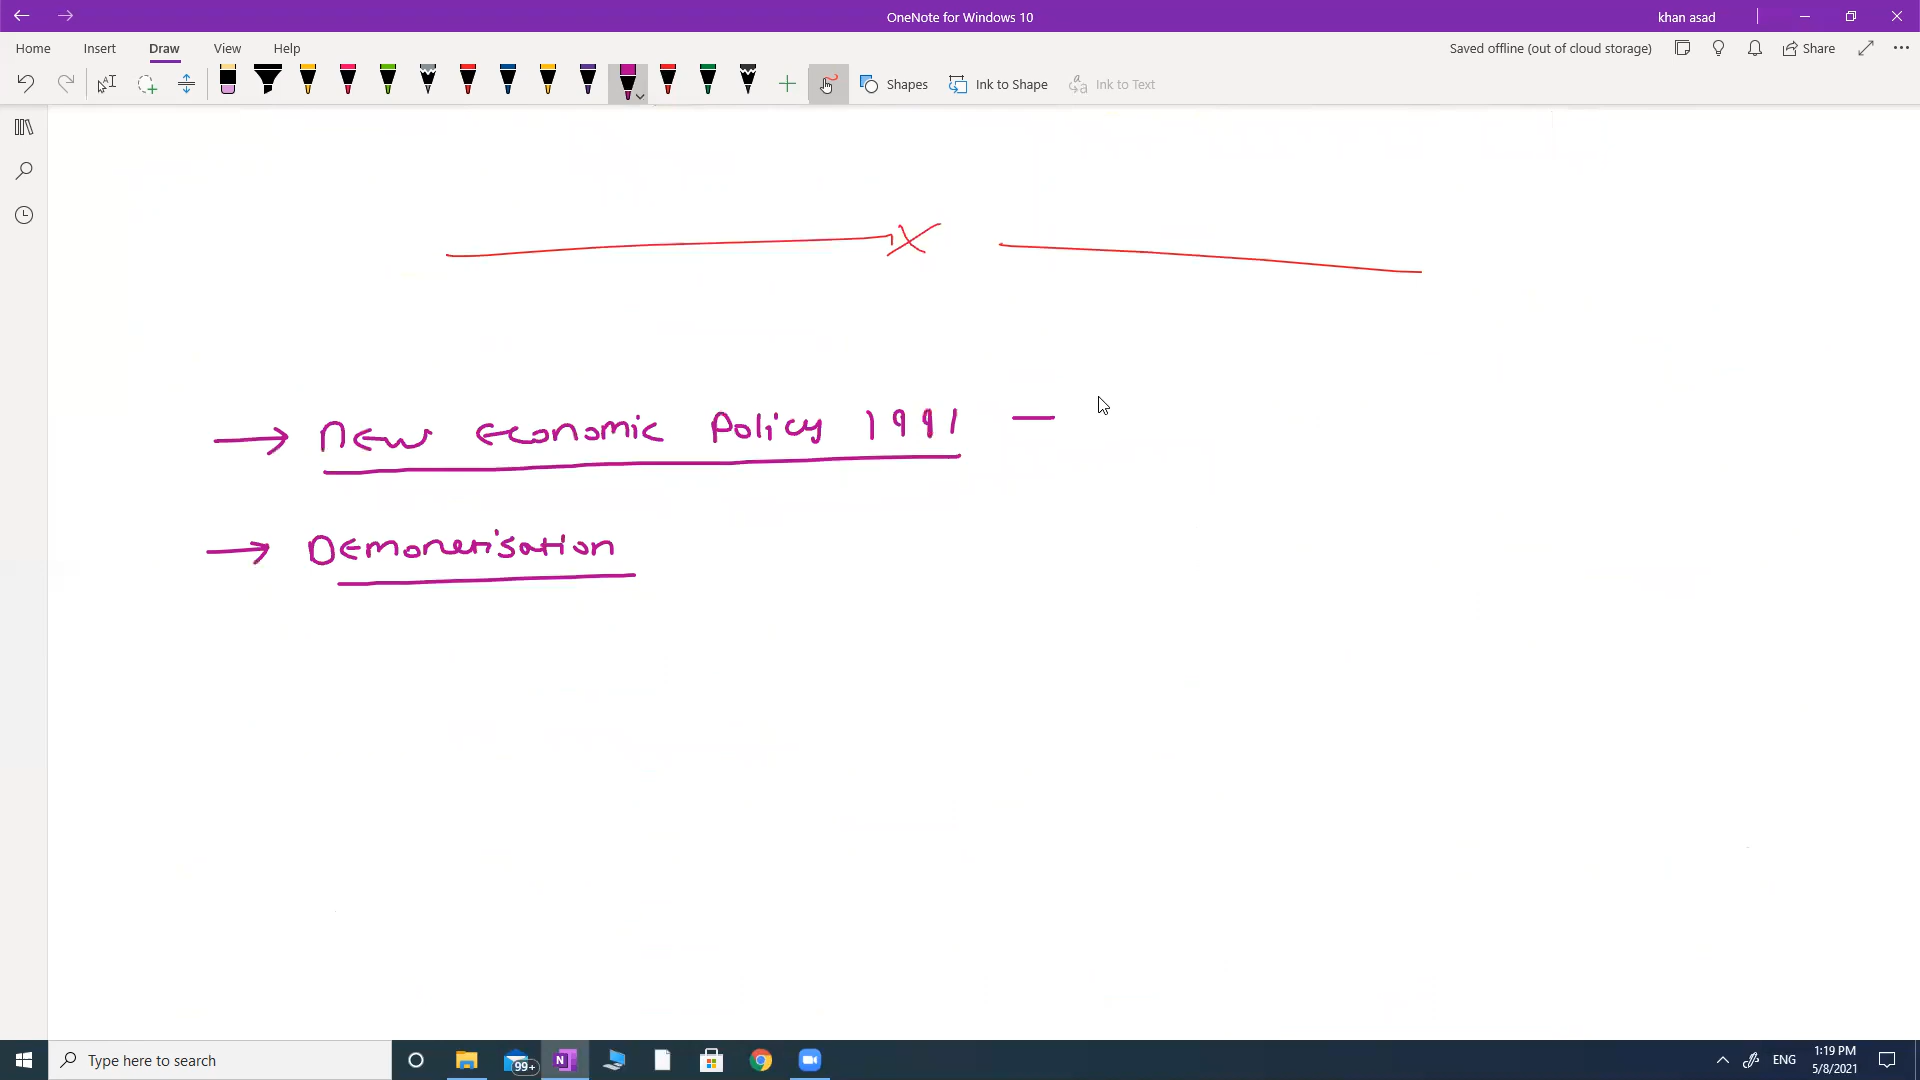 OneNote for Windows 10
khan asad
Home Insert Draw View Help
Saved offline (out of cloud storage)
Share
Shapes
Ink to Shape
Ink to Text
→ New economic Policy 1991 —
→ Demonetisation
Type here to search
99+
ENG
1:19 PM
5/8/2021